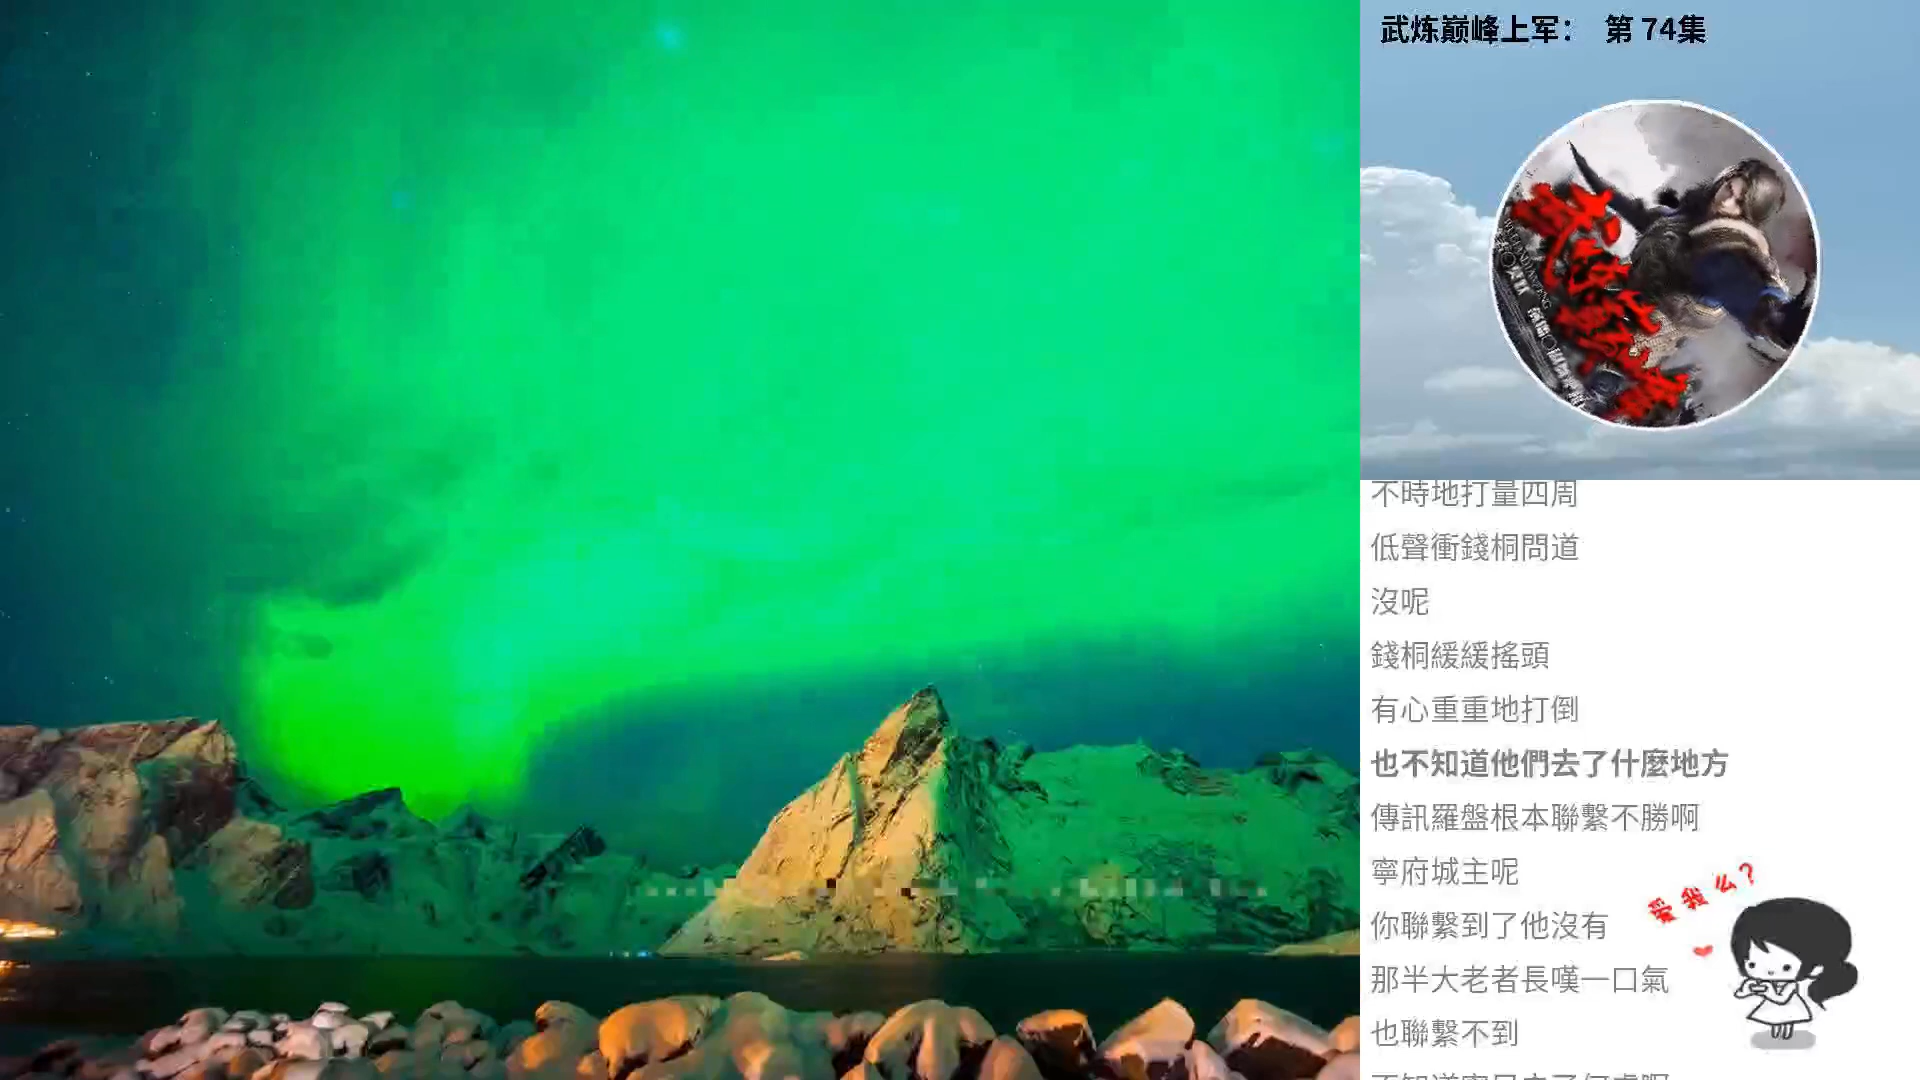 武炼巅峰上军： 第 74集
不時地打量四周
低聲衝錢桐問道
沒呢
錢桐緩緩搖頭
有心重重地打倒
也不知道他們去了什麼地方
傳訊羅盤根本聯繫不勝啊
寧府城主呢
你聯繫到了他沒有
那半大老者長嘆一口氣
也聯繫不到
爱我么？